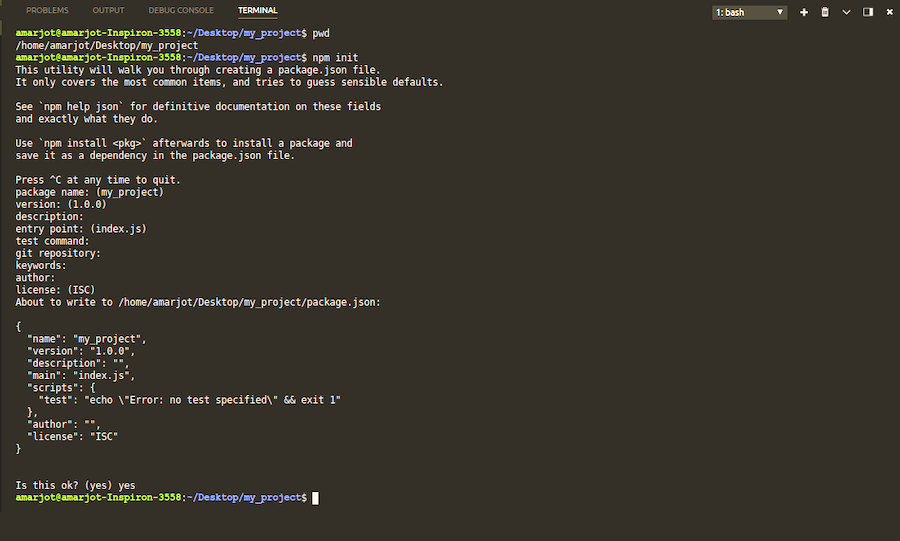 PROBLEMS OUTPUT DEBUG CONSOLE TERMINAL 1: bash
amarjot@amarjot-Inspiron-3558:~/Desktop/my_project$ pwd
/home/amarjot/Desktop/my_project
amarjot@amarjot-Inspiron-3558:~/Desktop/my_project$ npm init
This utility will walk you through creating a package.json file.
It only covers the most common items, and tries to guess sensible defaults.

See `npm help json` for definitive documentation on these fields
and exactly what they do.

Use `npm install <pkg>` afterwards to install a package and
save it as a dependency in the package.json file.

Press ^C at any time to quit.
package name: (my_project)
version: (1.0.0)
description:
entry point: (index.js)
test command:
git repository:
keywords:
author:
license: (ISC)
About to write to /home/amarjot/Desktop/my_project/package.json:

{
  "name": "my_project",
  "version": "1.0.0",
  "description": "",
  "main": "index.js",
  "scripts": {
    "test": "echo \"Error: no test specified\" && exit 1"
  },
  "author": "",
  "license": "ISC"
}

Is this ok? (yes) yes
amarjot@amarjot-Inspiron-3558:~/Desktop/my_project$